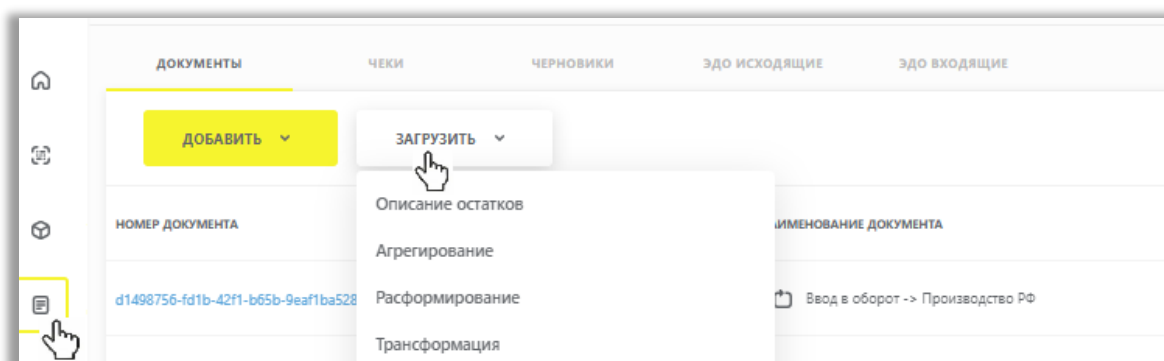 ДОКУМЕНТЫ ЧЕКИ ЧЕРНОВИКИ ЭДО ИСХОДЯЩИЕ ЭДО ВХОДЯЩИЕ
ДОБАВИТЬ ЗАГРУЗИТЬ
Описание остатков
НОМЕР ДОКУМЕНТА АИМЕНОВАНИЕ ДОКУМЕНТА
Агрегирование
d1498756-fd1b-42f1-b65b-9eaf1ba528 Расформирование Ввод в оборот -> Производство РФ
Трансформация